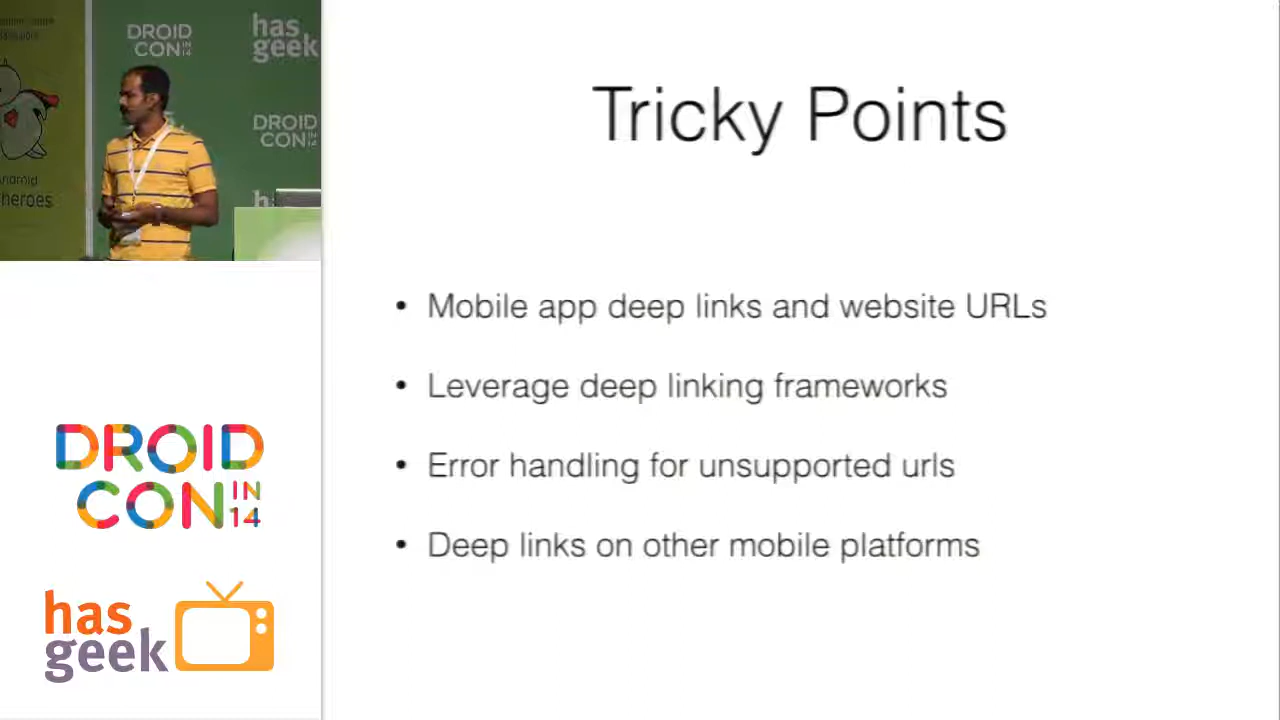 DROID
CON IN 14
has
geek
DROID
CON IN 14
ha
Android
heroes
Tricky Points
• Mobile app deep links and website URLs
• Leverage deep linking frameworks
• Error handling for unsupported urls
• Deep links on other mobile platforms
DROID
CON IN 14
has
geek